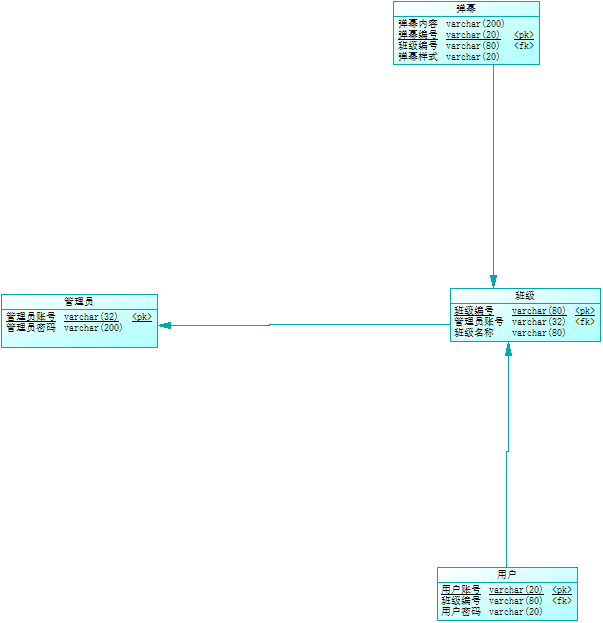 弹幕
弹幕内容 varchar(200)
弹幕编号 varchar(20) <pk>
班级编号 varchar(80) <fk>
弹幕样式 varchar(20)
管理员
管理员账号 varchar(32) <pk>
管理员密码 varchar(200)
班级
班级编号 varchar(80) <pk>
管理员账号 varchar(32) <fk>
班级名称 varchar(80)
用户
用户账号 varchar(20) <pk>
班级编号 varchar(80) <fk>
用户密码 varchar(20)